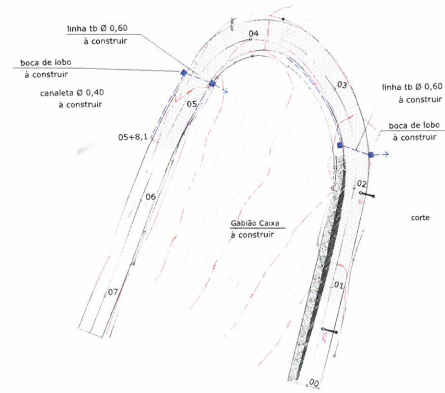 linha tb Ø 0,60
à construir
boca de lobo
à construir
canaleta Ø 0,40
à construir
04
03
05
05+8,1
06
07
linha tb Ø 0,60
à construir
boca de lobo
à construir
02
corte
Gabião Caixa
à construir
01
00